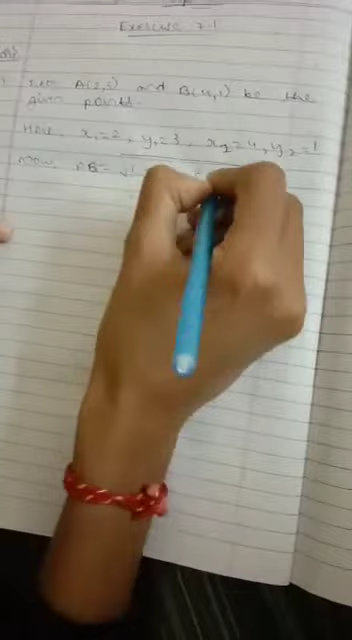 Exercise 7.1
1) Let A(2,3) and B(4,1) be the
given points.
Here, x₁=2, y₁=3, x₂=4, y₂=1
Now, AB=√